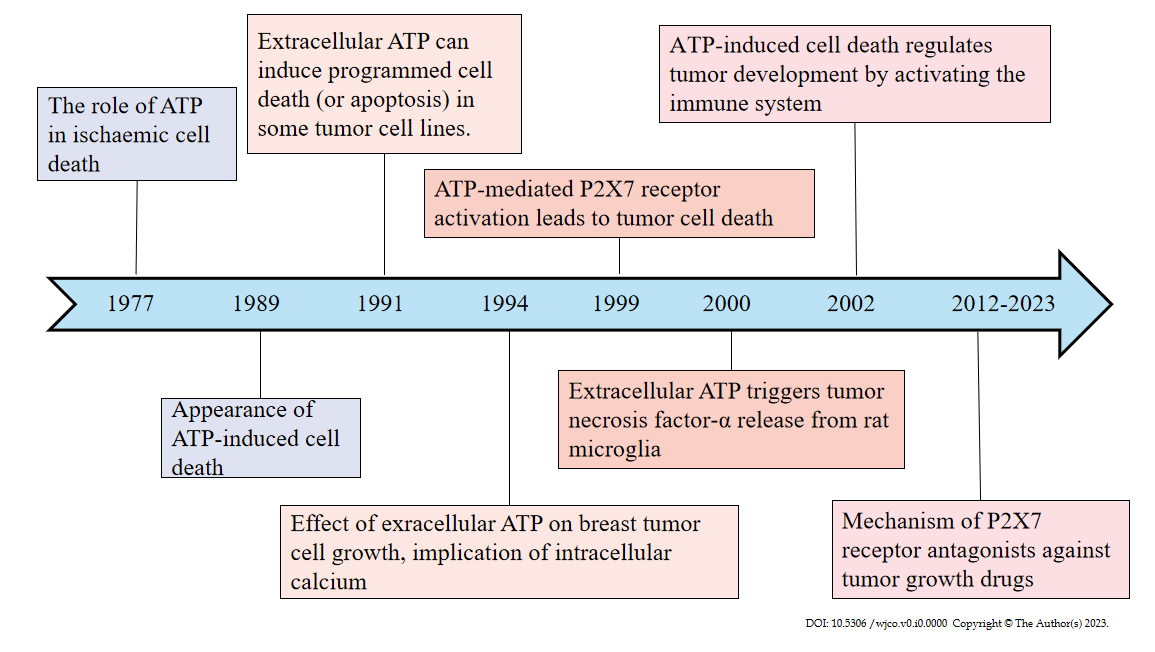 Extracellular ATP can
induce programmed cell
death (or apoptosis) in
some tumor cell lines.
ATP-induced cell death regulates
tumor development by activating the
immune system
The role of ATP
in ischaemic cell
death
ATP-mediated P2X7 receptor
activation leads to tumor cell death
1977 1989 1991 1994 1999 2000 2002 2012-2023
Extracellular ATP triggers tumor
necrosis factor-α release from rat
microglia
Appearance of
ATP-induced cell
death
Effect of exracellular ATP on breast tumor
cell growth, implication of intracellular
calcium
Mechanism of P2X7
receptor antagonists against
tumor growth drugs
DOI: 10.5306 /wjco.v0.i0.0000 Copyright © The Author(s) 2023.